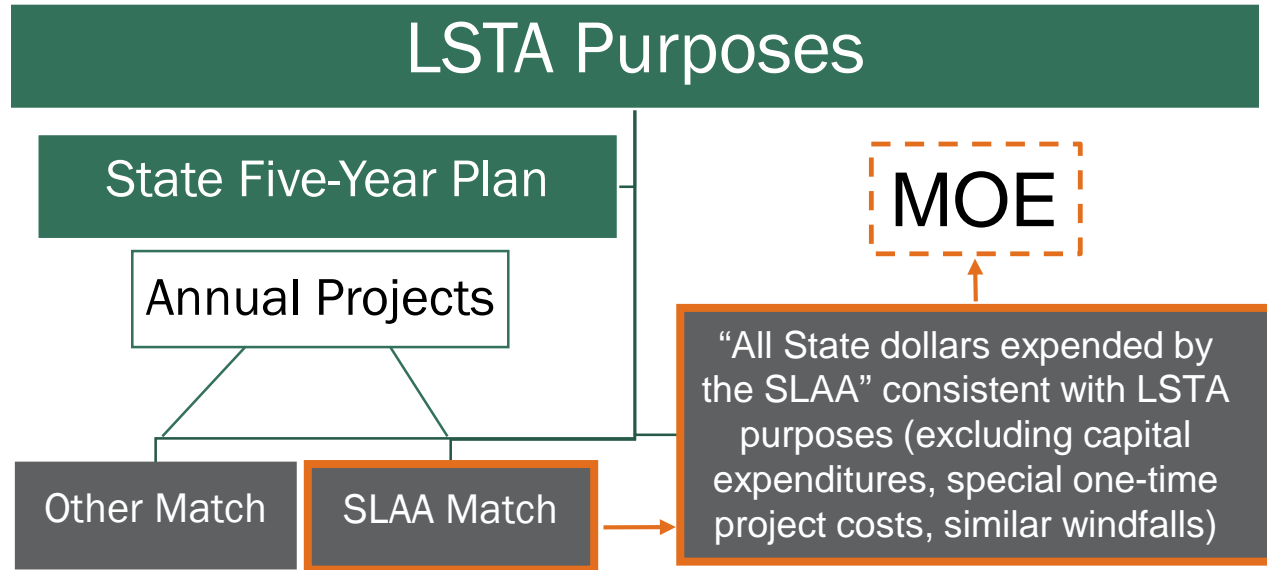 LSTA Purposes
State Five-Year Plan
MOE
Annual Projects
“All State dollars expended by
the SLAA” consistent with LSTA
purposes (excluding capital
expenditures, special one-time
project costs, similar windfalls)
Other Match
SLAA Match